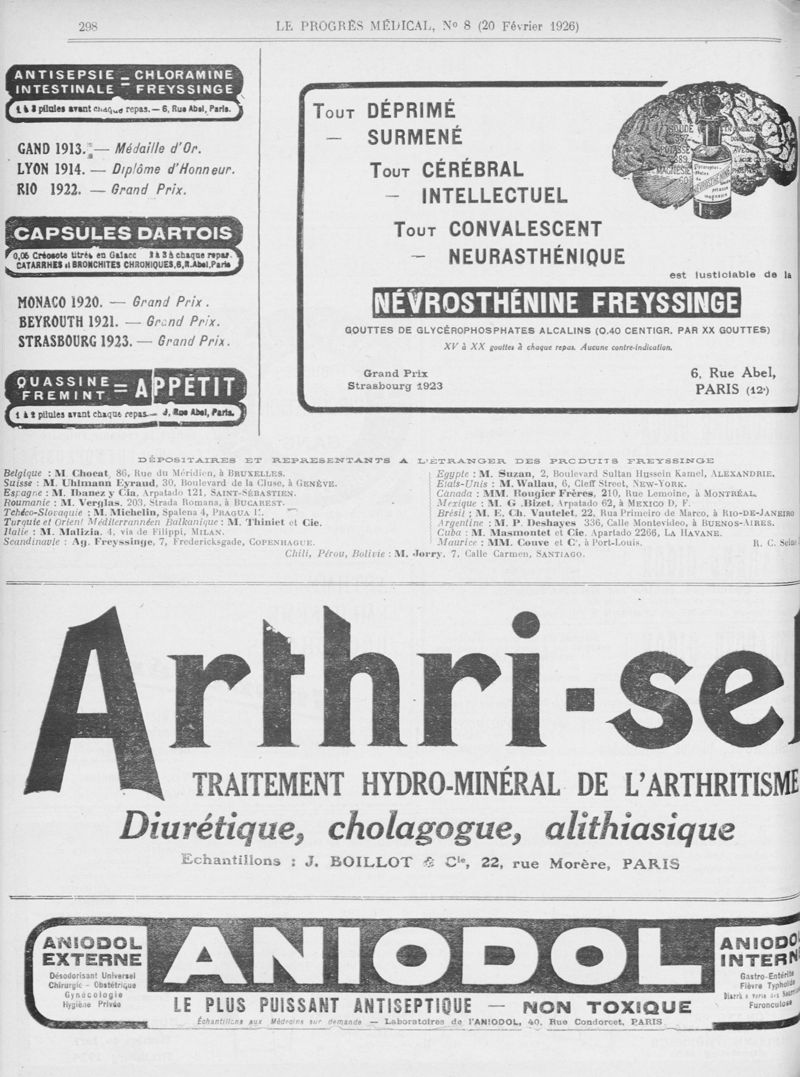 298 LE PROGRÈS MÉDICAL, No 8 (20 Février 1926)
ANTISEPSIE = CHLORAMINE
INTESTINALE = FREYSSINGE
1 à 3 pilules avant chaque repas. — 6, Rue Abel, Paris.
GAND 1913. — Médaille d'Or.
LYON 1914. — Diplôme d'Honneur.
RIO 1922. — Grand Prix.
CAPSULES DARTOIS
0,05 Créosote titrée en Gaïacol 2 à 3 à chaque repas.
CATARRHES et BRONCHITES CHRONIQUES, 6, R. Abel, Paris
MONACO 1920. — Grand Prix.
BEYROUTH 1921. — Grand Prix.
STRASBOURG 1923. — Grand Prix.
QUASSINE
FREMINT = APPÉTIT
1 à 2 pilules avant chaque repas. — Rue Abel, Paris.
TOUT DÉPRIMÉ
— SURMENÉ
TOUT CÉRÉBRAL
— INTELLECTUEL
TOUT CONVALESCENT
— NEURASTHÉNIQUE
est justiciable de la
NÉVROSTHÉNINE FREYSSINGE
GOUTTES DE GLYCÉROPHOSPHATES ALCALINS (0.40 CENTIGR. PAR XX GOUTTES)
XV à XX gouttes à chaque repas. Aucune contre-indication.
Grand Prix
Strasbourg 1923
6, Rue Abel,
PARIS (12e)
DÉPOSITAIRES ET REPRESENTANTS A L'ÉTRANGER DES PRODUITS FREYSSINGE
Belgique : M. Chocat, 86, Rue du Méridien, à BRUXELLES.
Suisse : M. Uhlmann Eyraud, 30, Boulevard de la Cluse, à GENÈVE.
Espagne : M. Ibanez y Cia, Arpatado 121, SAINT-SÉBASTIEN.
Roumanie : M. Verglas, 203, Strada Romana, à BUCAREST.
Tchéco-Slovaquie : M. Michelin, Spalena 4, PRAGUA II.
Turquie et Orient Méditerrannéen Balkanique : M. Thiniet et Cie.
Italie : M. Malizia, 4, via de Filippi, MILAN.
Scandinavie : Ag. Freyssinge, 7, Fredericksgade, COPENHAGUE.
Egypte : M. Suzan, 2, Boulevard Sultan Hussein Kamel, ALEXANDRIE.
Etats-Unis : M. Wallau, 6, Cleff Street, NEW-YORK.
Canada : MM. Rougier Frères, 210, Rue Lemoine, à MONTRÉAL.
Mexique : M. G. Bizet, Arpatado 62, à MEXICO D. F.
Brésil ; M. E. Ch. Vautelet, 22, Rua Primeiro de Marco, à RIO-DE-JANEIRO
Argentine : M. P. Deshayes 336, Calle Montevideo, à BUENOS-AIRES.
Cuba : M. Masmontet et Cie, Apartado 2266, LA HAVANE.
Maurice : MM. Couve et Ce, à Port-Louis. R. C. Seine
Chili, Pérou, Bolivie : M. Jorry, 7, Calle Carmen, SANTIAGO.
Arthri-sel
TRAITEMENT HYDRO-MINÉRAL DE L'ARTHRITISME
Diurétique, cholagogue, alithiasique
Echantillons : J. BOILLOT & Cie, 22, rue Morère, PARIS
ANIODOL
EXTERNE
Désodorisant Universel
Chirurgie - Obstétrique
Gynécologie
Hygiène Privée
ANIODOL
LE PLUS PUISSANT ANTISEPTIQUE — NON TOXIQUE
Échantillons aux Médecins sur demande — Laboratoires de l'ANIODOL, 40, Rue Condorcet, PARIS
ANIODO
INTERN
Gastro-Entérite
Fièvre Typhoïde
Furonculose